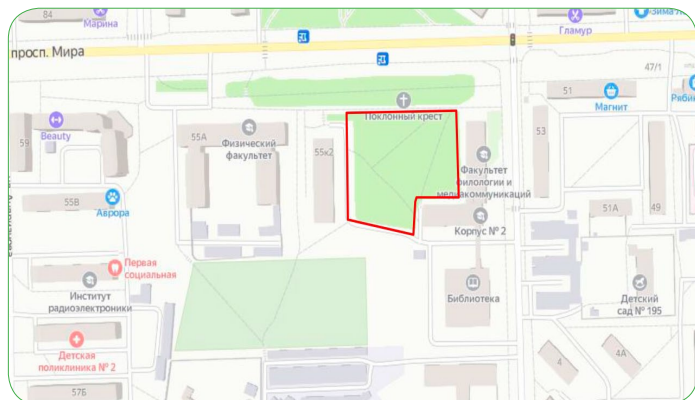 84
Марина
Гламур
Зима Л
просп. Мира
47/1
51
Магнит
Рябин
Поклонный крест
Beauty
59
55А
Физический
факультет
55к2
53
Факультет
филологии и
медиакоммуникаций
55В
Аврора
51А
49
Корпус № 2
Первая
социальная
Институт
радиоэлектроники
Библиотека
Детский
сад № 195
Детская
поликлиника № 2
4
4А
57Б